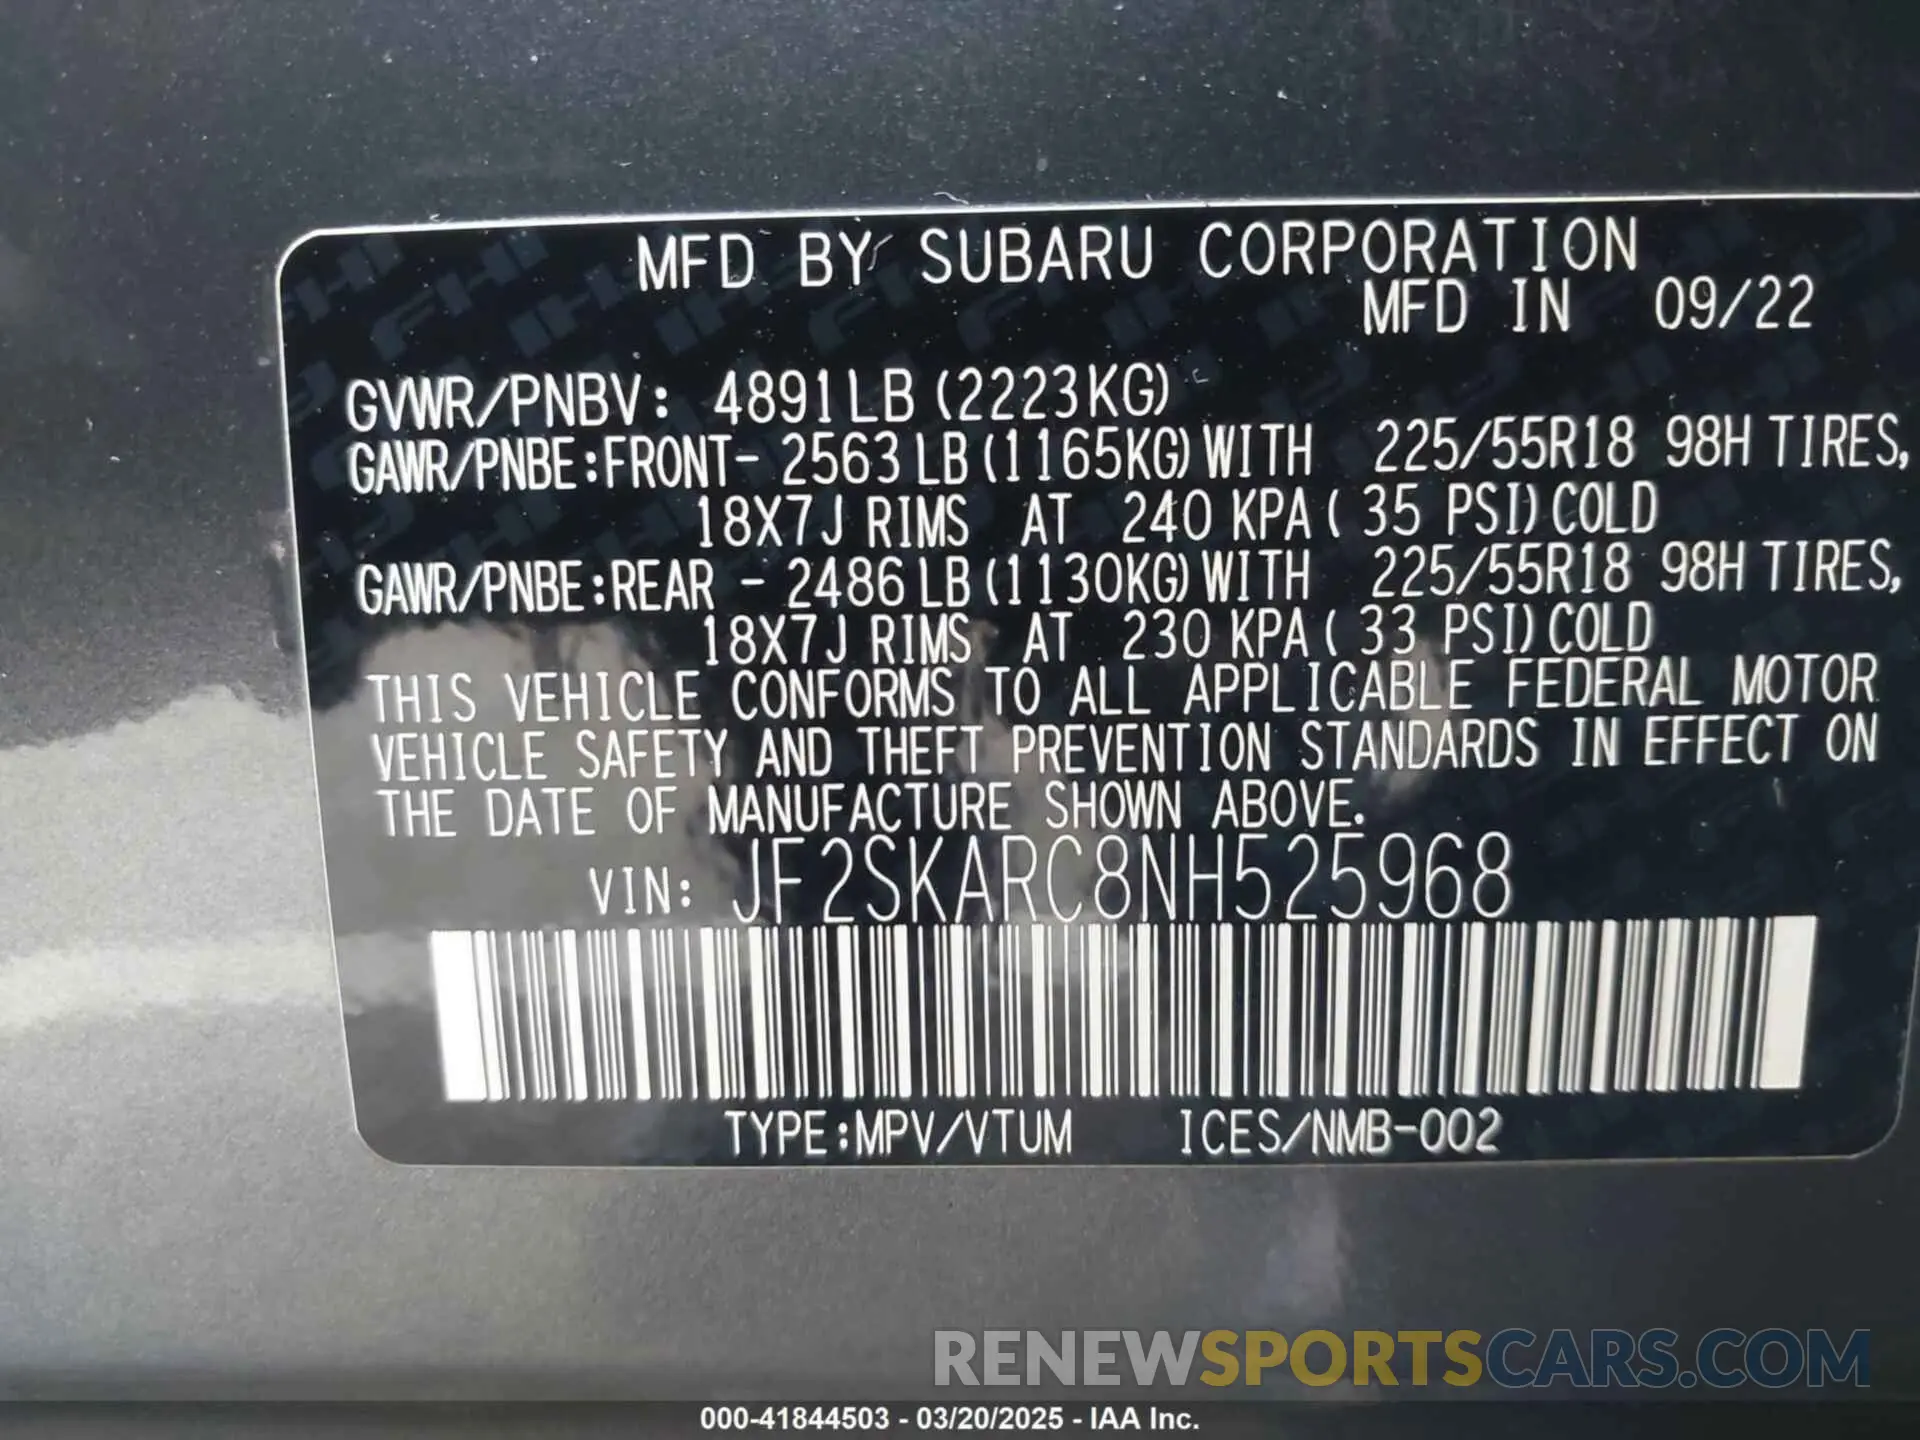 MFD BY SUBARU CORPORATION
MFD IN 09/22
GVWR/PNBV: 4891LB (2223KG)
GAWR/PNBE:FRONT- 2563LB (1165KG) WITH 225/55R18 98H TIRES,
18X7J RIMS AT 240 KPA ( 35 PSI) COLD
GAWR/PNBE:REAR - 2486LB (1130KG) WITH 225/55R18 98H TIRES,
18X7J RIMS AT 230 KPA ( 33 PSI) COLD
THIS VEHICLE CONFORMS TO ALL APPLICABLE FEDERAL MOTOR
VEHICLE SAFETY AND THEFT PREVENTION STANDARDS IN EFFECT ON
THE DATE OF MANUFACTURE SHOWN ABOVE.
VIN: JF2SKARC8NH525968
TYPE:MPV/VTUM ICES/NMB-002
RENEWSPORTSCARS.COM
000-41844503 - 03/20/2025 - IAA Inc.